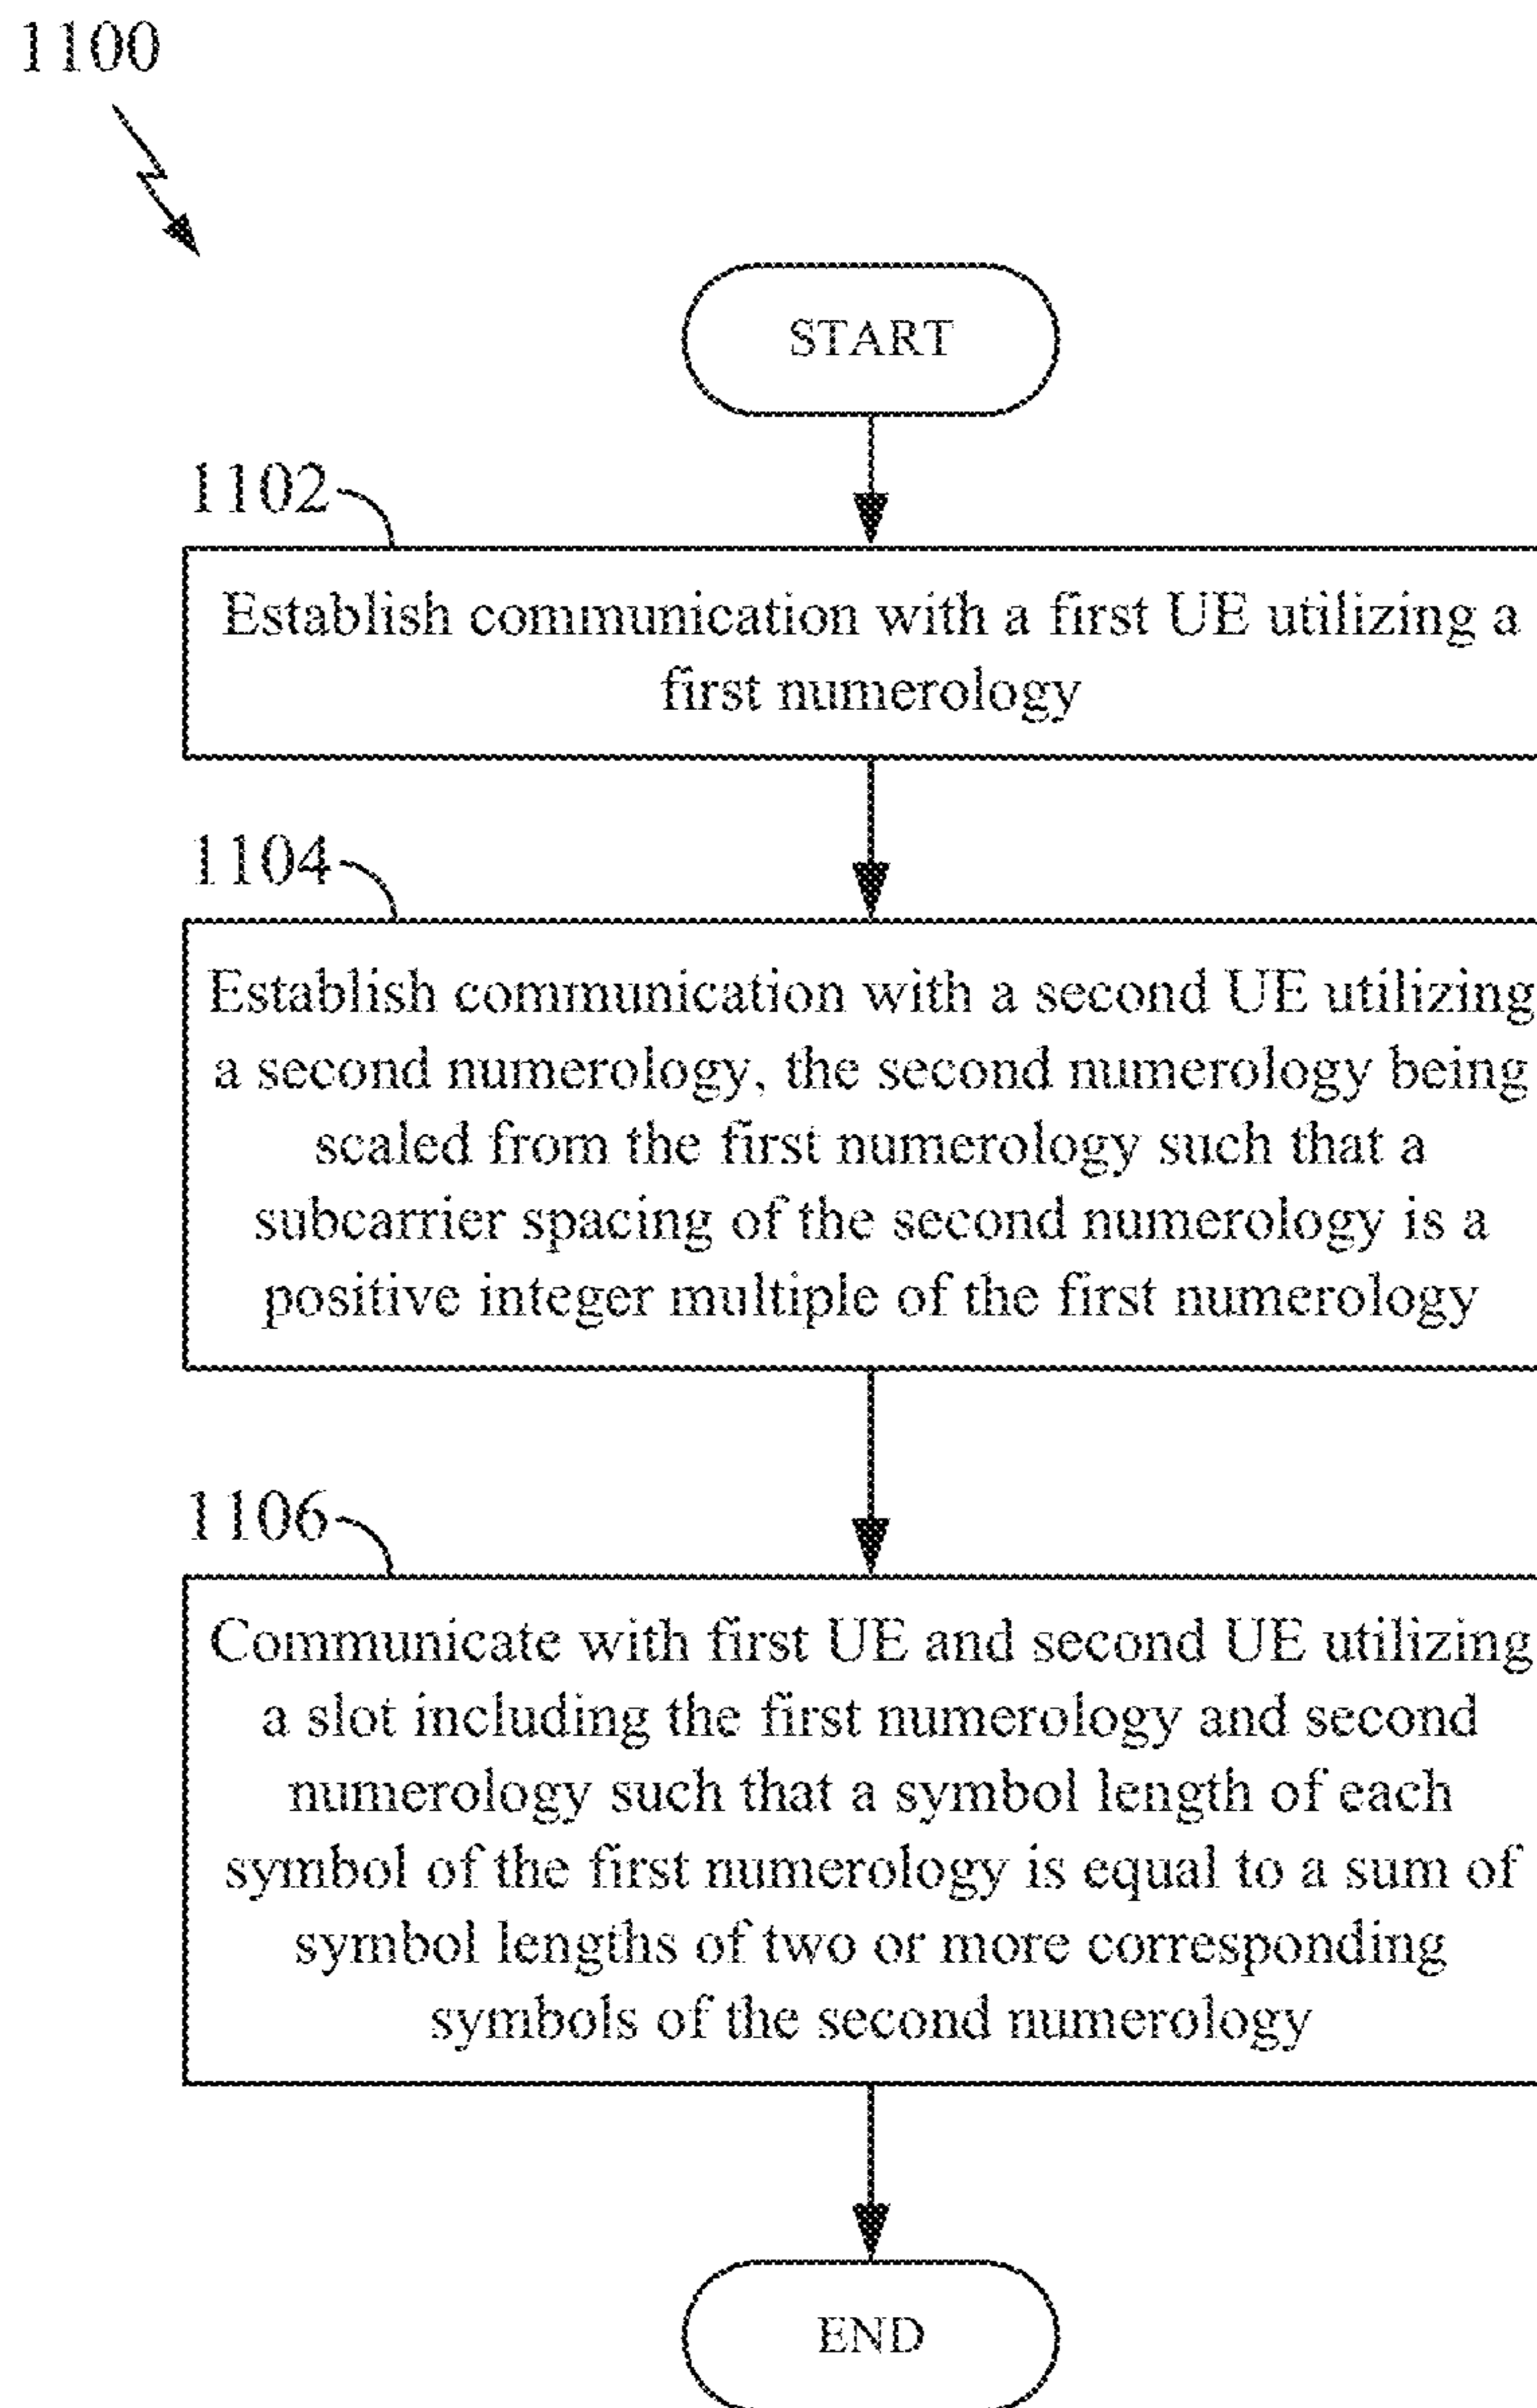 1100
START
1102
Establish communication with a first UE utilizing a
first numerology
1104
Establish communication with a second UE utilizing
a second numerology, the second numerology being
scaled from the first numerology such that a
subcarrier spacing of the second numerology is a
positive integer multiple of the first numerology
1106
Communicate with first UE and second UE utilizing
a slot including the first numerology and second
numerology such that a symbol length of each
symbol of the first numerology is equal to a sum of
symbol lengths of two or more corresponding
symbols of the second numerology
END